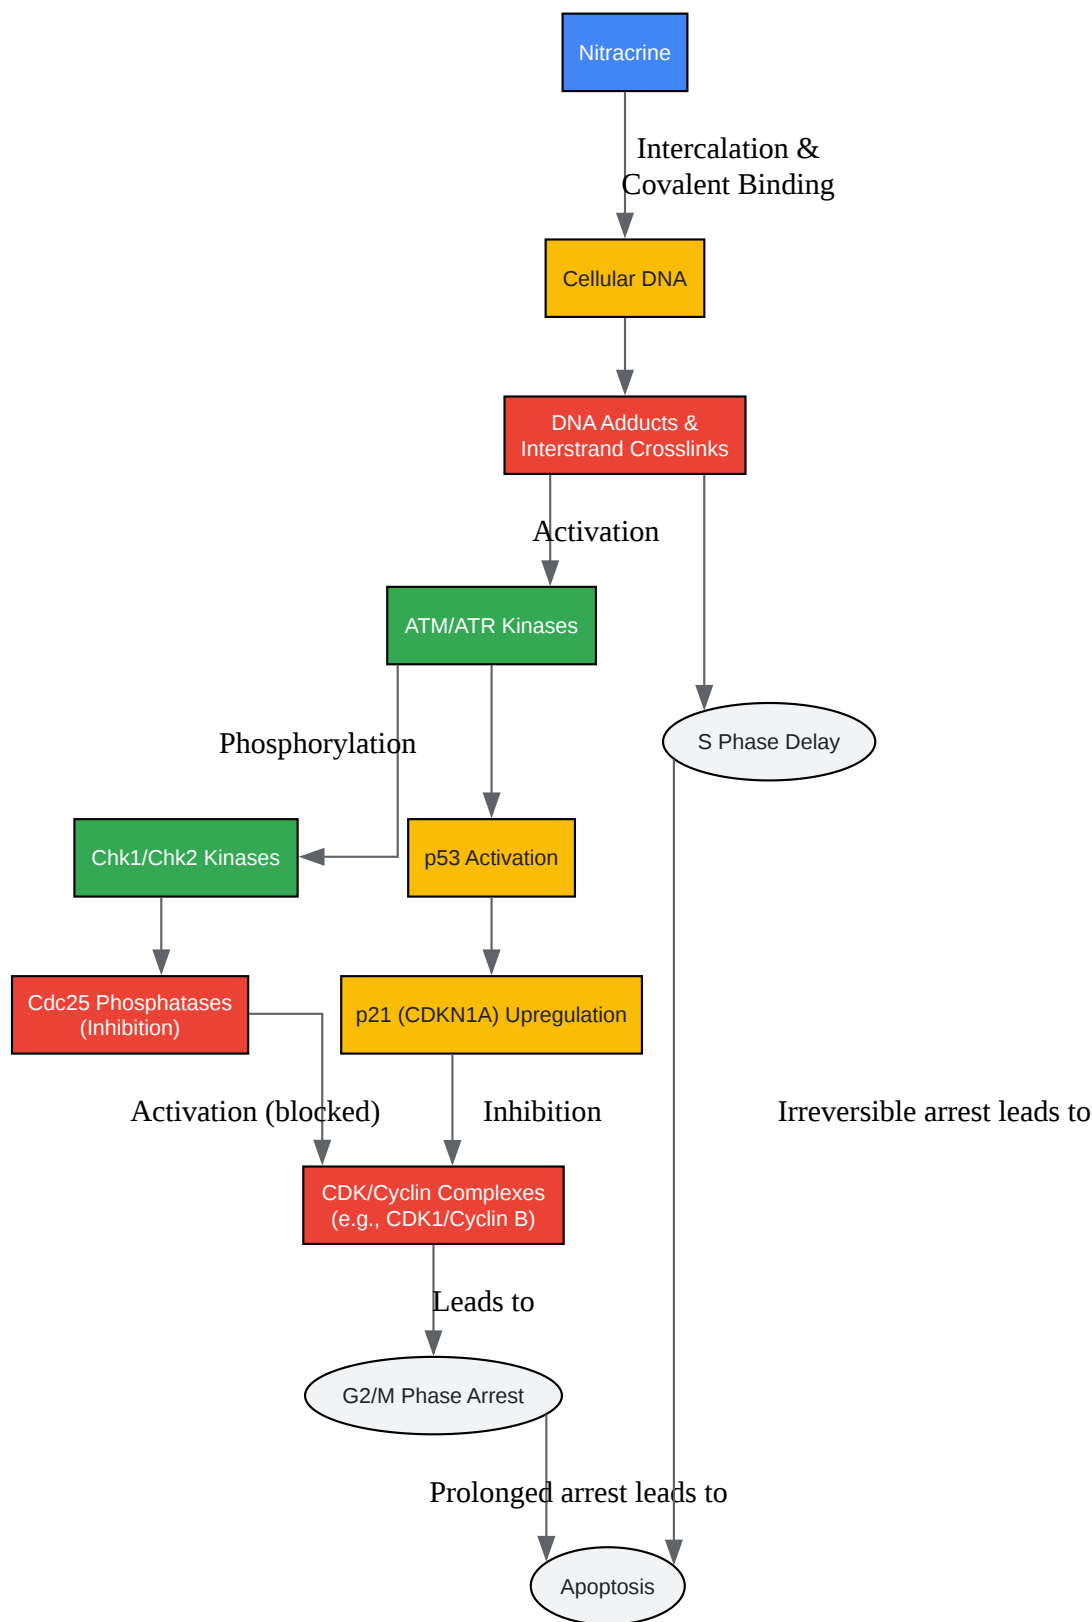 Nitracrine
Intercalation &
Covalent Binding
Cellular DNA
DNA Adducts &
Interstrand Crosslinks
Activation
ATM/ATR Kinases
Phosphorylation
S Phase Delay
Chk1/Chk2 Kinases
p53 Activation
Cdc25 Phosphatases
(Inhibition)
p21 (CDKN1A) Upregulation
Activation (blocked)
Inhibition
Irreversible arrest leads to
CDK/Cyclin Complexes
(e.g., CDK1/Cyclin B)
Leads to
G2/M Phase Arrest
Prolonged arrest leads to
Apoptosis